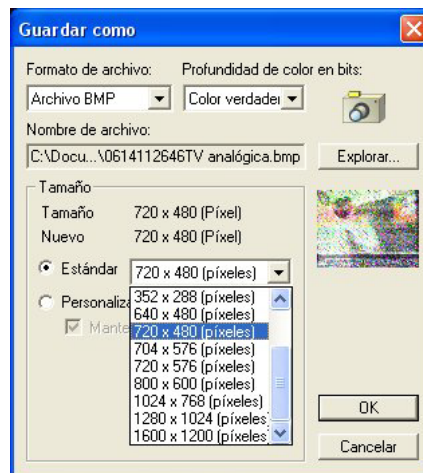 Guardar como
Formato de archivo: Profundidad de color en bits:
Archivo BMP Color verdade
Nombre de archivo:
C:\Docu...\0614112646TV analógica.bmp Explorar...
Tamaño
Tamaño 720 x 480 (Píxel)
Nuevo 720 x 480 (Píxel)
Estándar 720 x 480 (píxeles)
Personaliza 352 x 288 (píxeles)
640 x 480 (píxeles)
Mante 720 x 480 (píxeles)
704 x 576 (píxeles)
720 x 576 (píxeles)
800 x 600 (píxeles)
1024 x 768 (píxeles)
1280 x 1024 (píxeles)
1600 x 1200 (píxeles
OK
Cancelar